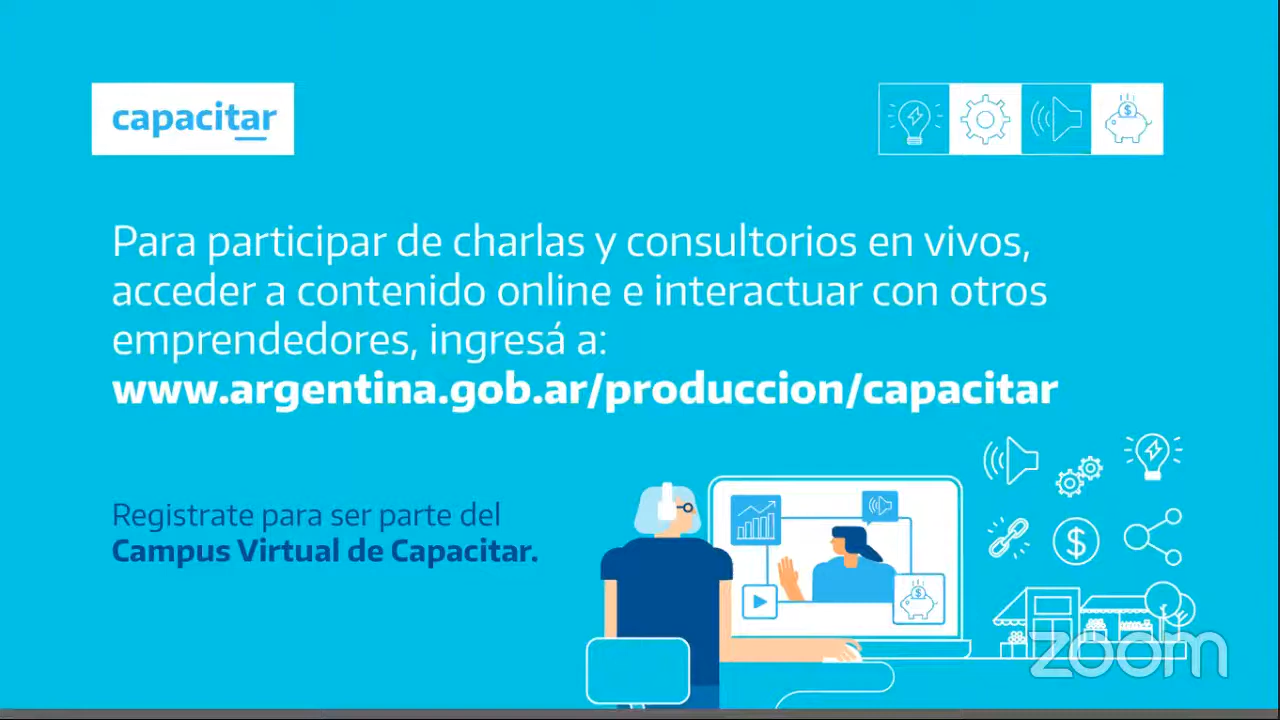 capacitar
Para participar de charlas y consultorios en vivos,
acceder a contenido online e interactuar con otros
emprendedores, ingresá a:
www.argentina.gob.ar/produccion/capacitar
Registrate para ser parte del
Campus Virtual de Capacitar.
$
$
$
zoom